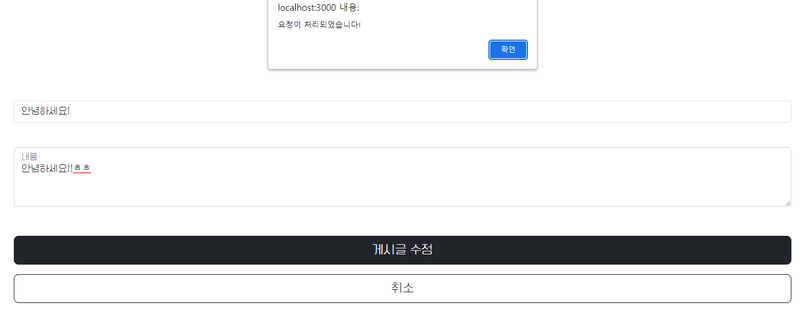 localhost:3000 내용:
요청이 처리되었습니다!
확인
안녕하세요!
내용
안녕하세요!!ㅎㅎ
게시글 수정
취소